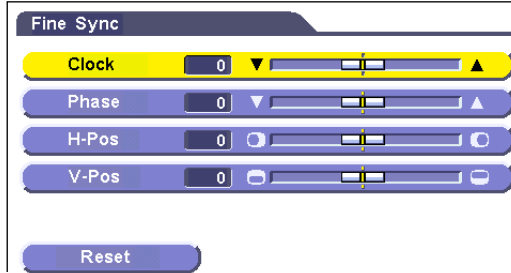 Fine Sync
Clock 0
Phase 0
H-Pos 0
V-Pos 0
Reset